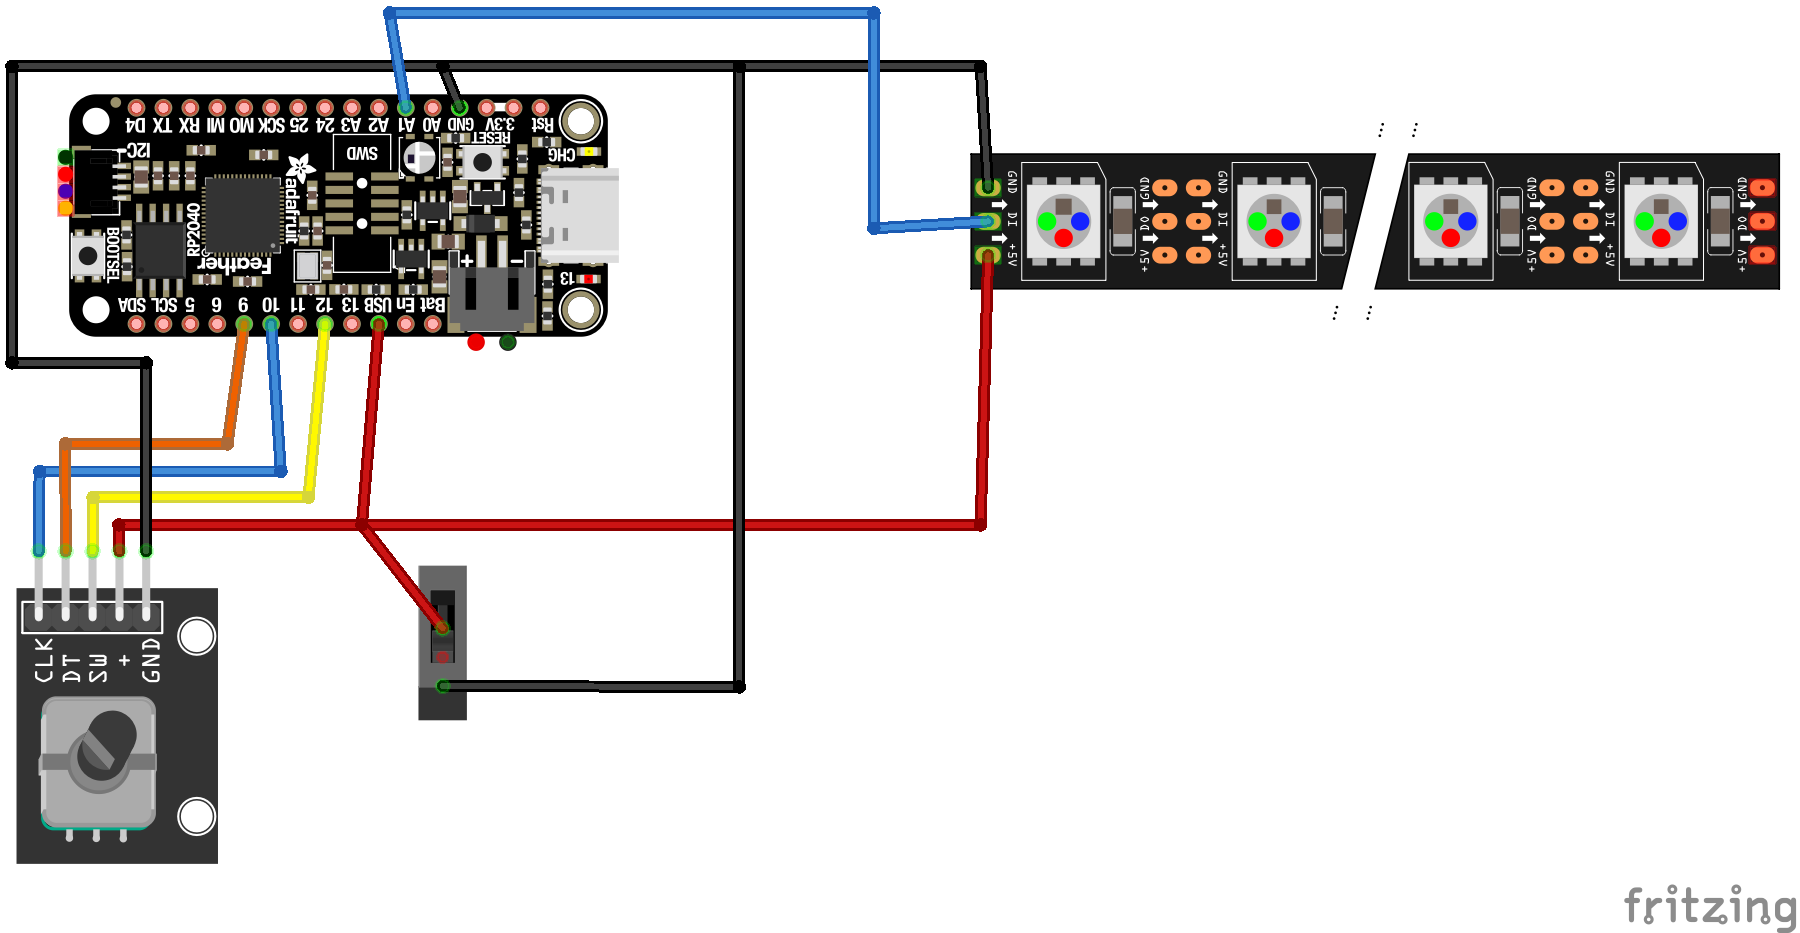 D4 TX RX MI MO SCK 25 24 A3 A2 A1 A0 GND 3.3V Rst
I2C
SWD
RESET
CHG
adafruit
RP2040
Feather
BOOTSEL
+ -
13
SDA SCL 5 6 9 10 11 12 13 USB En Bat
GND
DI
+5V
GND
DO
+5V
GND
DI
+5V
GND
DO
+5V
GND
DI
+5V
GND
DO
+5V
CLK
DT
SW
+
GND
fritzing